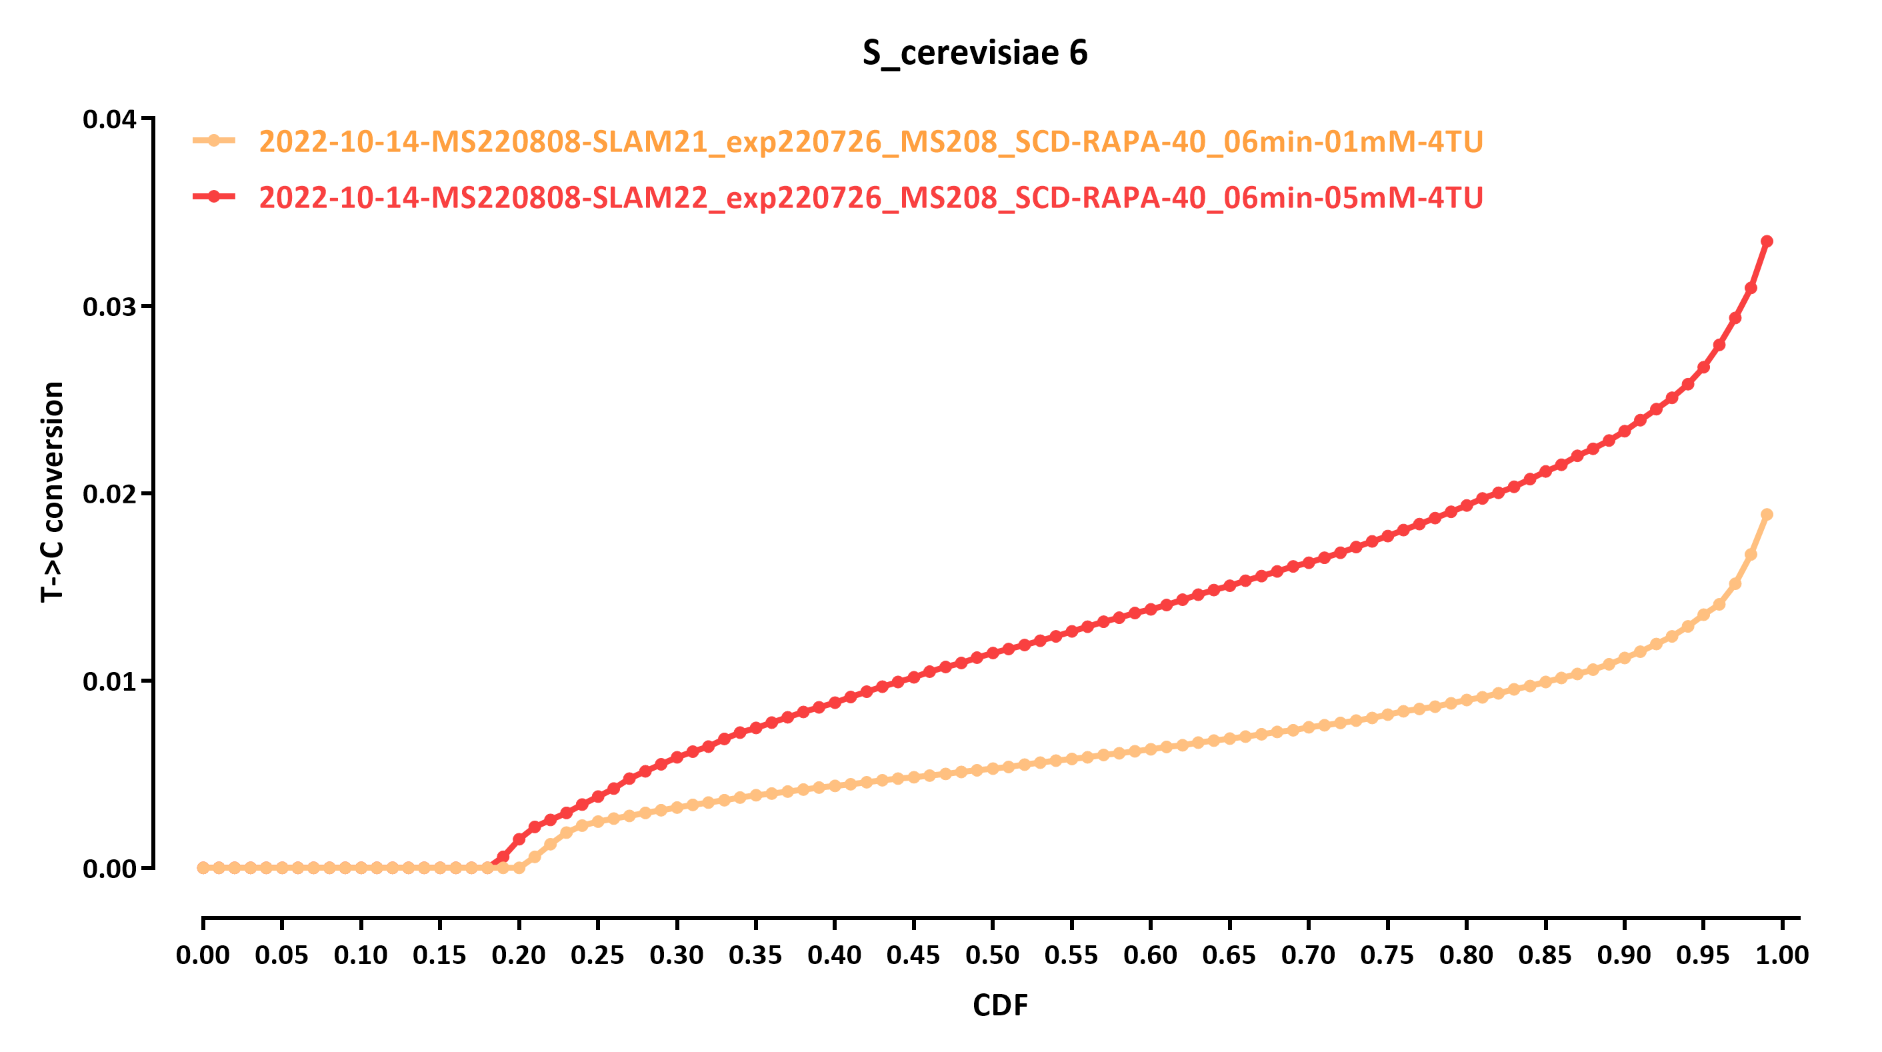 S_cerevisiae 6
0.04
2022-10-14-MS220808-SLAM21_exp220726_MS208_SCD-RAPA-40_06min-01mM-4TU
2022-10-14-MS220808-SLAM22_exp220726_MS208_SCD-RAPA-40_06min-05mM-4TU
0.03
T->C conversion
0.02
0.01
0.00
0.00 0.05 0.10 0.15 0.20 0.25 0.30 0.35 0.40 0.45 0.50 0.55 0.60 0.65 0.70 0.75 0.80 0.85 0.90 0.95 1.00
CDF